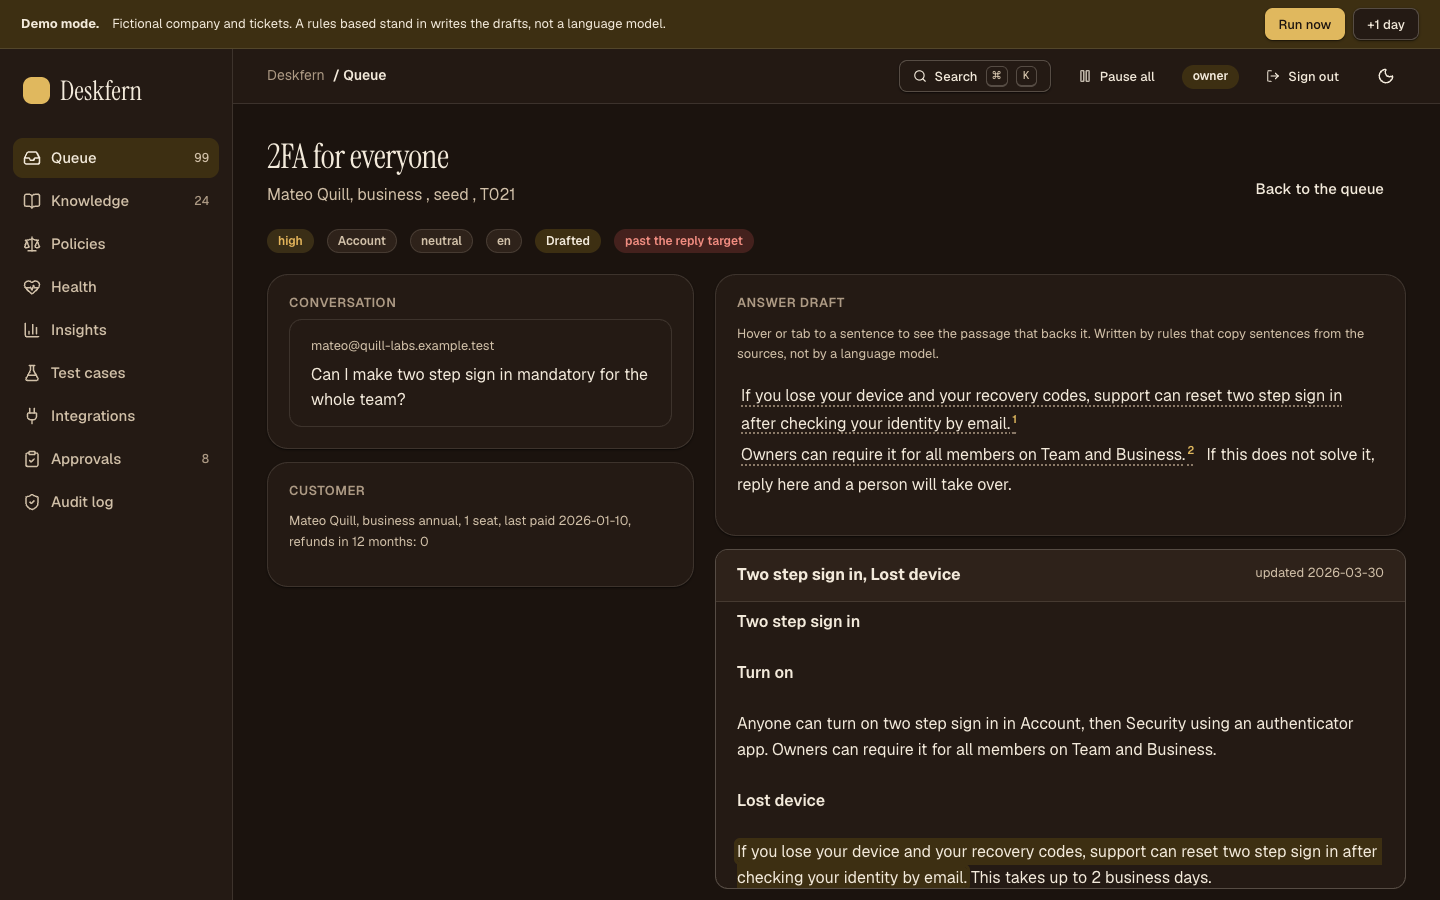 Demo mode. Fictional company and tickets. A rules based stand in writes the drafts, not a language model.
Run now
+1 day
Deskfern
Deskfern / Queue
Search ⌘ K
Pause all
owner
Sign out
Queue 99
Knowledge 24
Policies
Health
Insights
Test cases
Integrations
Approvals 8
Audit log
2FA for everyone
Mateo Quill, business , seed , T021
Back to the queue
high
Account
neutral
en
Drafted
past the reply target
CONVERSATION
mateo@quill-labs.example.test
Can I make two step sign in mandatory for the
whole team?
CUSTOMER
Mateo Quill, business annual, 1 seat, last paid 2026-01-10,
refunds in 12 months: 0
ANSWER DRAFT
Hover or tab to a sentence to see the passage that backs it. Written by rules that copy sentences from the
sources, not by a language model.
If you lose your device and your recovery codes, support can reset two step sign in
after checking your identity by email. 1
Owners can require it for all members on Team and Business. 2 If this does not solve it,
reply here and a person will take over.
Two step sign in, Lost device
updated 2026-03-30
Two step sign in
Turn on
Anyone can turn on two step sign in in Account, then Security using an authenticator
app. Owners can require it for all members on Team and Business.
Lost device
If you lose your device and your recovery codes, support can reset two step sign in after
checking your identity by email. This takes up to 2 business days.